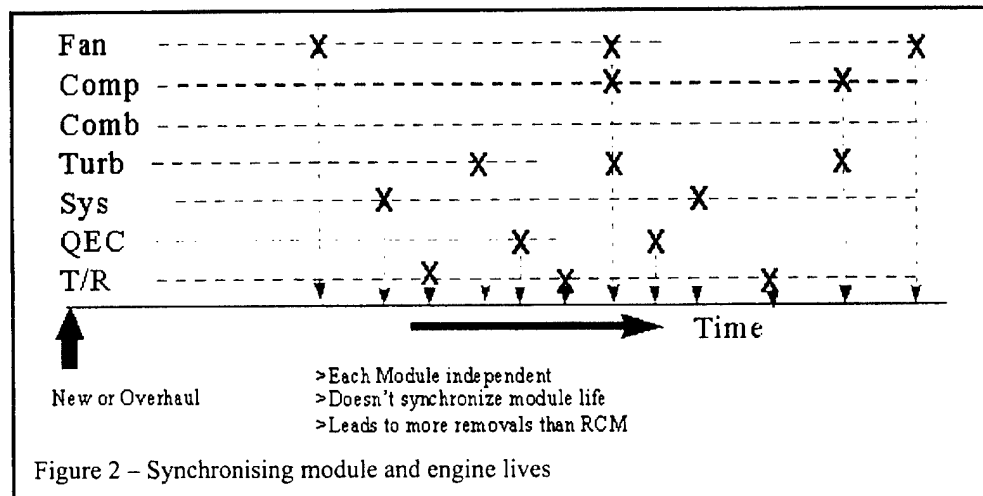 Fan
Comp
Comb
Turb
Sys
QEC
T/R
Time
New or Overhaul
>Each Module independent
>Doesn't synchronize module life
>Leads to more removals than RCM
Figure 2 – Synchronising module and engine lives